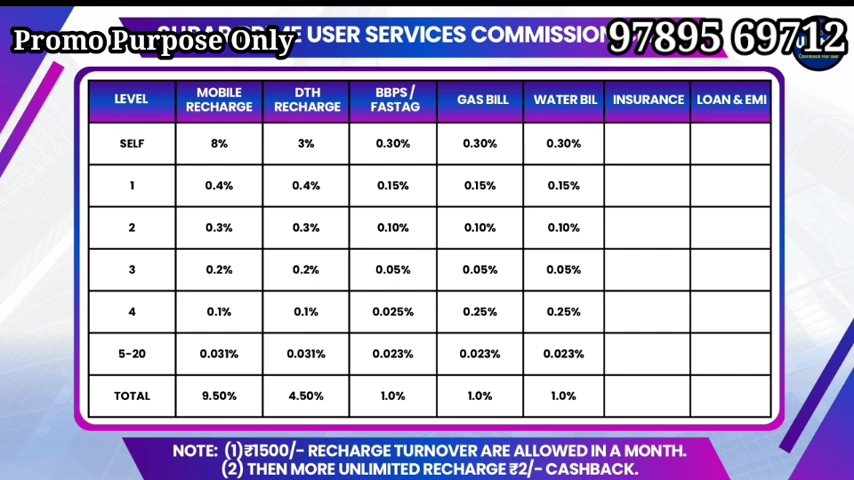 Promo Purpose Only
USER SERVICES COMMISSION
97895 69712
LEVEL MOBILE RECHARGE DTH RECHARGE BBPS / FASTAG GAS BILL WATER BIL INSURANCE LOAN & EMI
SELF 8% 3% 0.30% 0.30% 0.30%
1 0.4% 0.4% 0.15% 0.15% 0.15%
2 0.3% 0.3% 0.10% 0.10% 0.10%
3 0.2% 0.2% 0.05% 0.05% 0.05%
4 0.1% 0.1% 0.025% 0.25% 0.25%
5-20 0.031% 0.031% 0.023% 0.023% 0.023%
TOTAL 9.50% 4.50% 1.0% 1.0% 1.0%
NOTE: (1)₹1500/- RECHARGE TURNOVER ARE ALLOWED IN A MONTH.
(2) THEN MORE UNLIMITED RECHARGE ₹2/- CASHBACK.